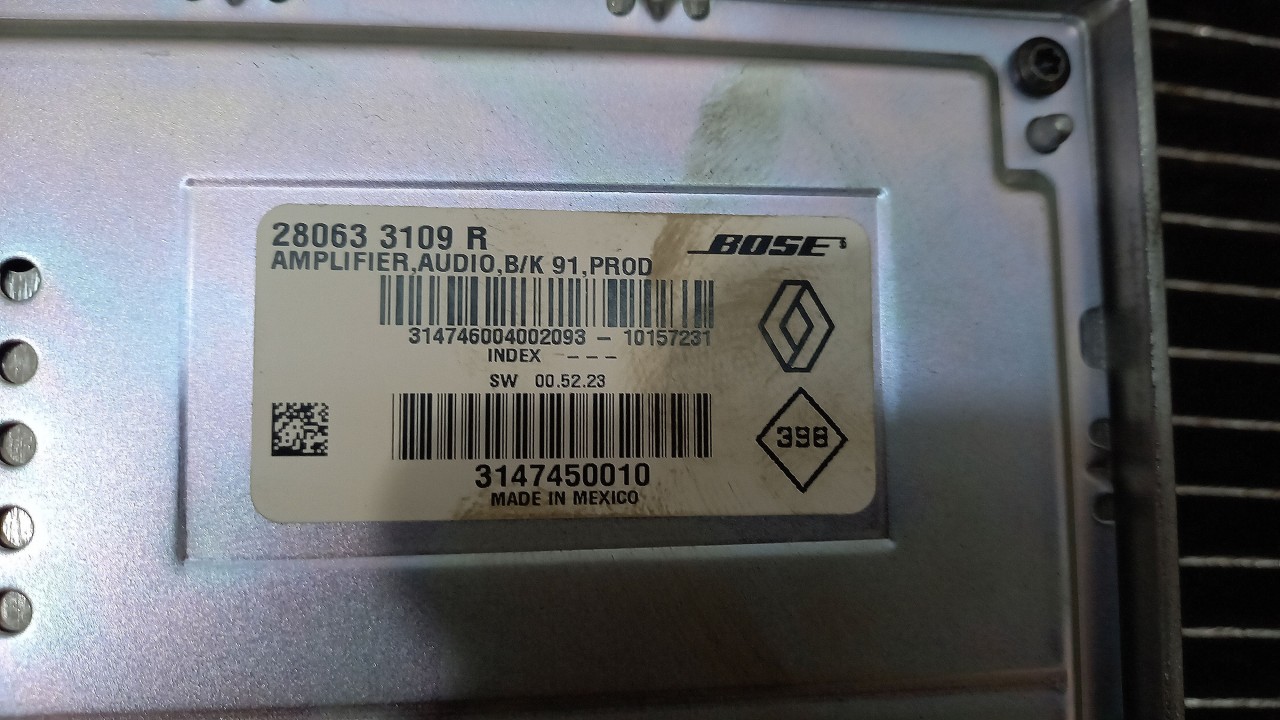 28063 3109 R
BOSE
AMPLIFIER,AUDIO,B/K 91,PROD
314746004002093 - 10157231
INDEX ---
SW 00.52.23
398
3147450010
MADE IN MEXICO